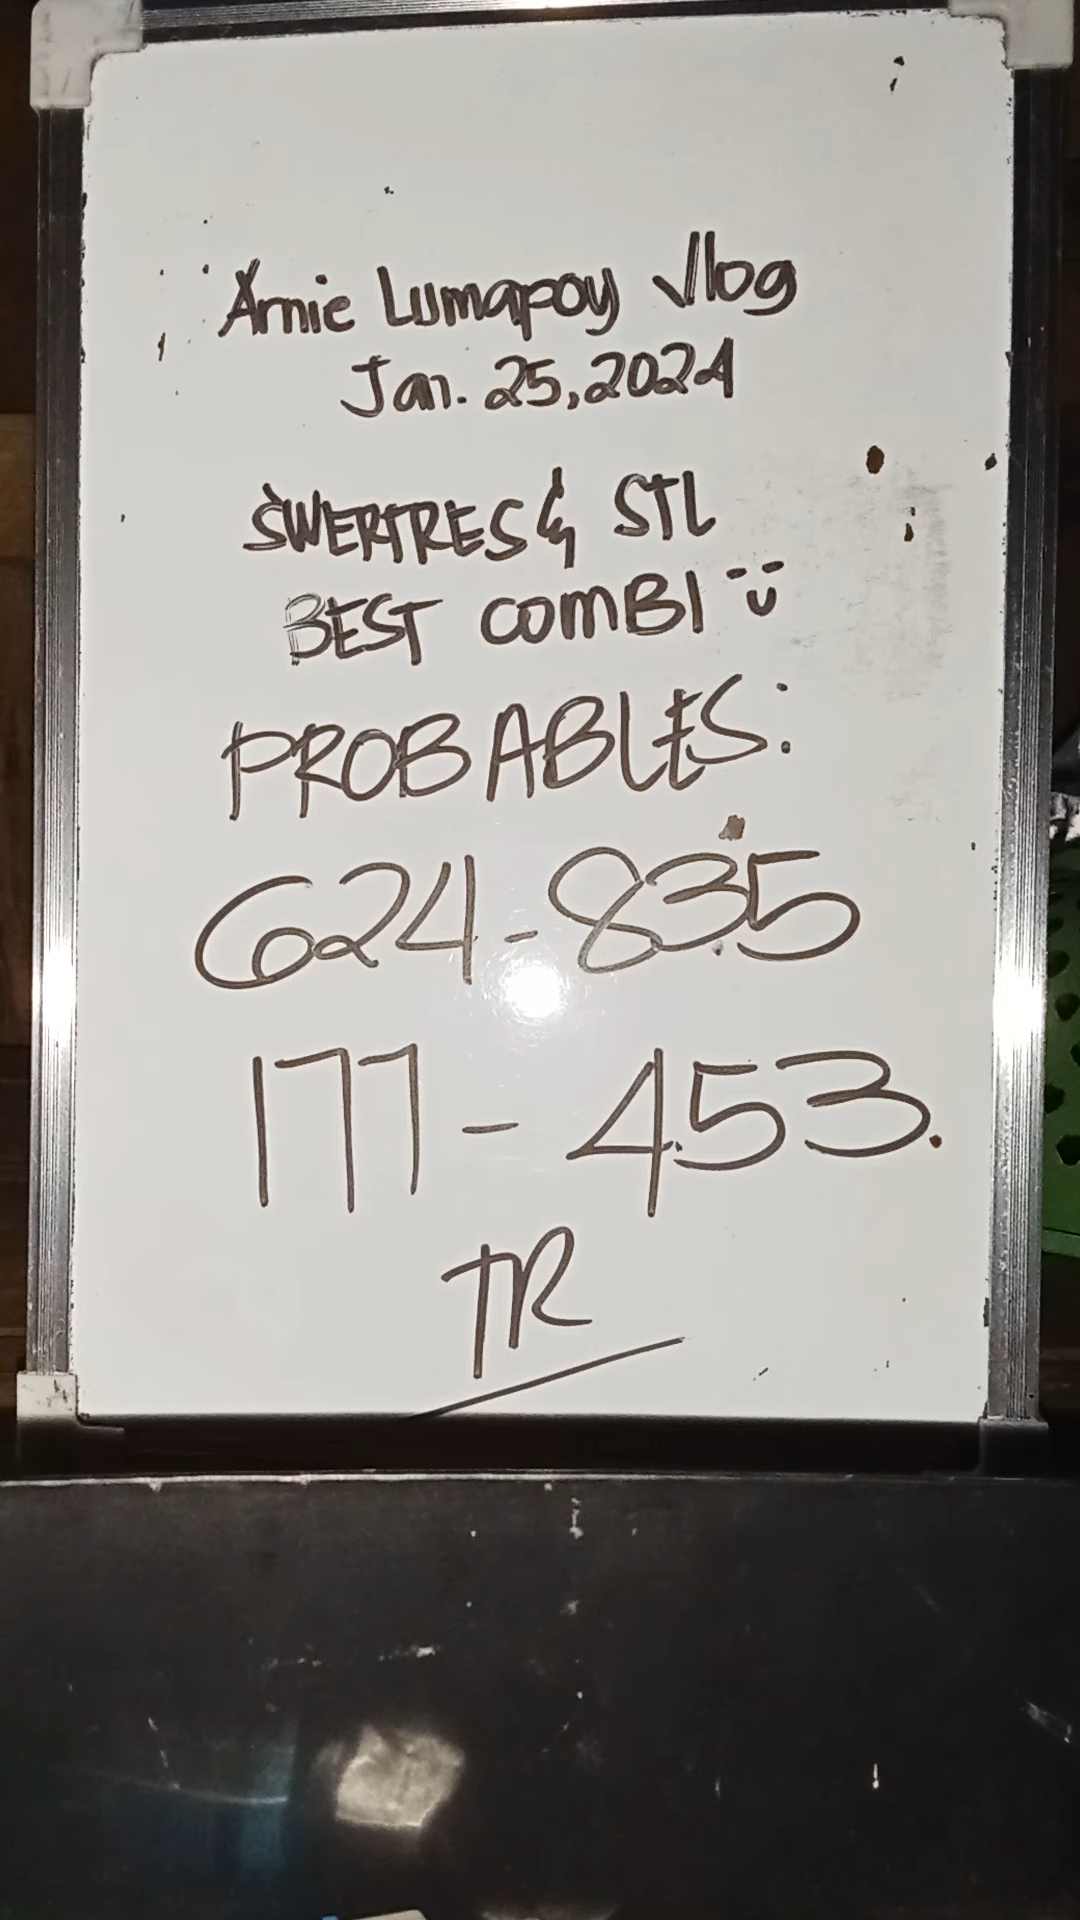 Arnie Lumapoy Vlog
Jan. 25, 2024
SWERTRES & STL
BEST comBI
PROBABLES:
624-835
177-453.
TR